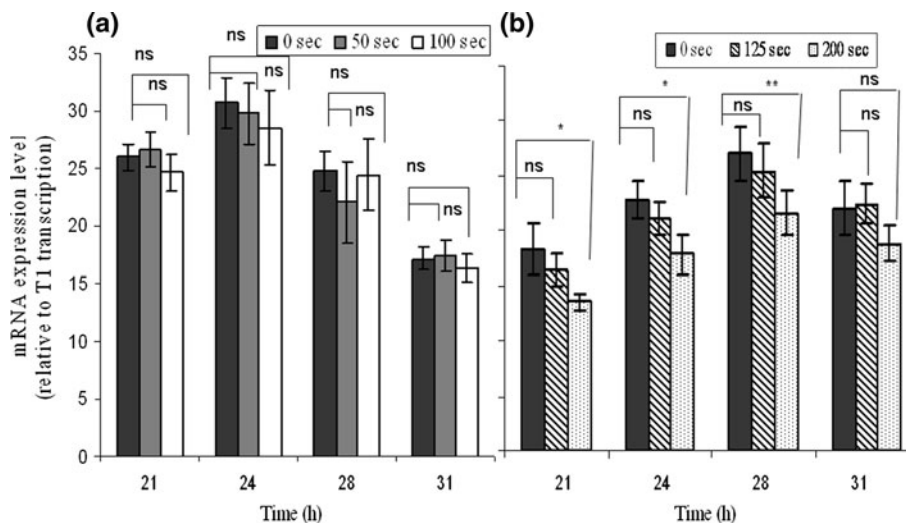 (a)
0 sec 50 sec 100 sec
ns
ns
ns
ns
ns
ns
ns
ns
mRNA expression level
(relative to T1 transcription)
35
30
25
20
15
10
5
0
21 24 28 31
Time (h)
(b)
0 sec 125 sec 200 sec
*
ns
*
ns
**
ns
ns
ns
21 24 28 31
Time (h)